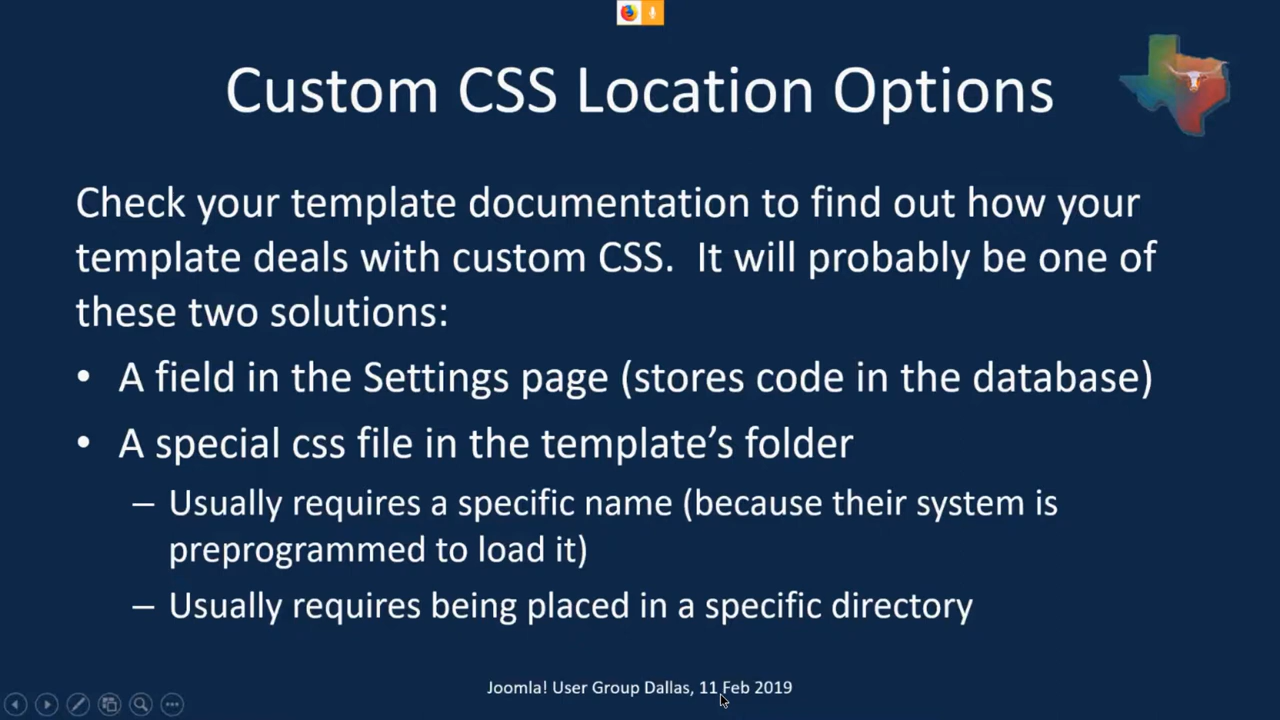 Custom CSS Location Options
Check your template documentation to find out how your
template deals with custom CSS.  It will probably be one of
these two solutions:
• A field in the Settings page (stores code in the database)
• A special css file in the template’s folder
– Usually requires a specific name (because their system is
preprogrammed to load it)
– Usually requires being placed in a specific directory
Joomla! User Group Dallas, 11 Feb 2019